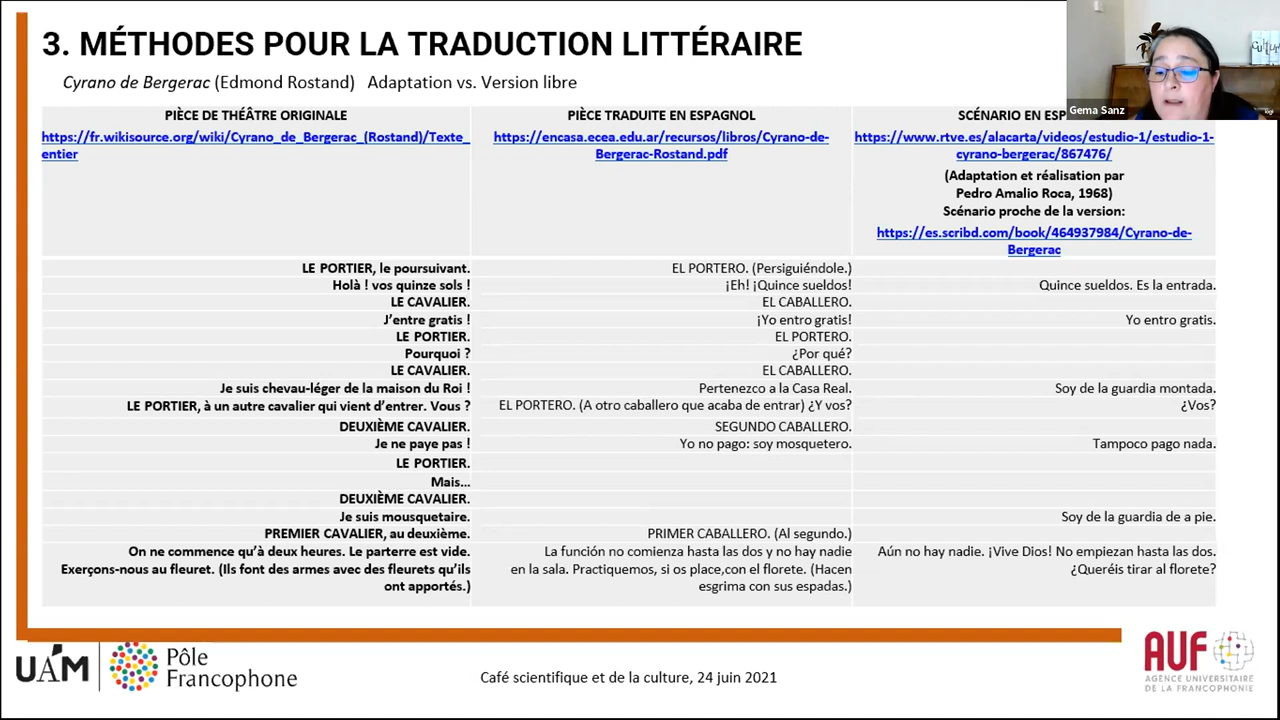 3. MÉTHODES POUR LA TRADUCTION LITTÉRAIRE
Cyrano de Bergerac (Edmond Rostand) Adaptation vs. Version libre
Gema Sanz
PIÈCE DE THÉÂTRE ORIGINALE
https://fr.wikisource.org/wiki/Cyrano_de_Bergerac_(Rostand)/Texte_
entier
PIÈCE TRADUITE EN ESPAGNOL
https://encasa.ecea.edu.ar/recursos/libros/Cyrano-de-
Bergerac-Rostand.pdf
SCÉNARIO EN ESP
https://www.rtve.es/alacarta/videos/estudio-1/estudio-1-
cyrano-bergerac/867476/
(Adaptation et réalisation par
Pedro Amalio Roca, 1968)
Scénario proche de la version:
https://es.scribd.com/book/464937984/Cyrano-de-
Bergerac
LE PORTIER, le poursuivant. EL PORTERO. (Persiguiéndole.)
Holà ! vos quinze sols ! ¡Eh! ¡Quince sueldos! Quince sueldos. Es la entrada.
LE CAVALIER. EL CABALLERO.
J’entre gratis ! ¡Yo entro gratis! Yo entro gratis.
LE PORTIER. EL PORTERO.
Pourquoi ? ¿Por qué?
LE CAVALIER. EL CABALLERO.
Je suis chevau-léger de la maison du Roi ! Pertenezco a la Casa Real. Soy de la guardia montada.
LE PORTIER, à un autre cavalier qui vient d’entrer. Vous ? EL PORTERO. (A otro caballero que acaba de entrar) ¿Y vos? ¿Vos?
DEUXIÈME CAVALIER. SEGUNDO CABALLERO.
Je ne paye pas ! Yo no pago: soy mosquetero. Tampoco pago nada.
LE PORTIER.
Mais...
DEUXIÈME CAVALIER.
Je suis mousquetaire. Soy de la guardia de a pie.
PREMIER CAVALIER, au deuxième. PRIMER CABALLERO. (Al segundo.)
On ne commence qu’à deux heures. Le parterre est vide. La función no comienza hasta las dos y no hay nadie Aún no hay nadie. ¡Vive Dios! No empiezan hasta las dos.
Exerçons-nous au fleuret. (Ils font des armes avec des fleurets qu’ils en la sala. Practiquemos, si os place,con el florete. (Hacen ¿Queréis tirar al florete?
ont apportés.) esgrima con sus espadas.)
UAM
Pôle
Francophone
Café scientifique et de la culture, 24 juin 2021
AUF
AGENCE UNIVERSITAIRE
DE LA FRANCOPHONIE